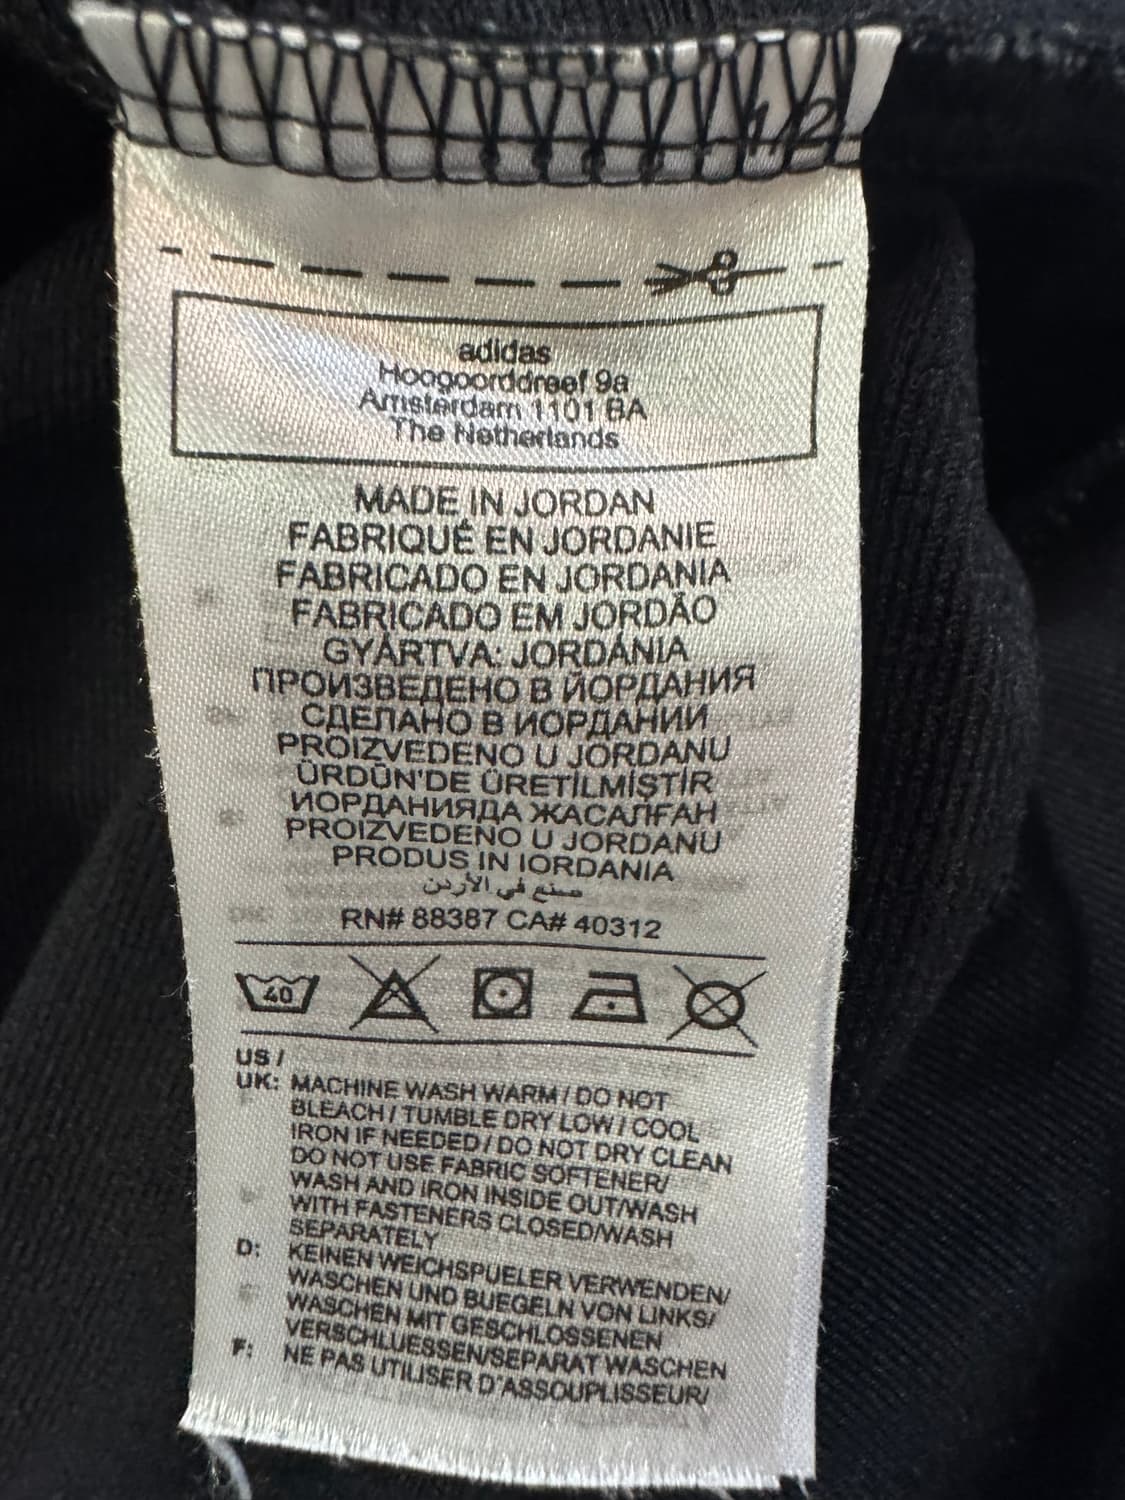 1/2
adidas
Hoogoorddreef 9a
Amsterdam 1101 BA
The Netherlands
MADE IN JORDAN
FABRIQUÉ EN JORDANIE
FABRICADO EN JORDANIA
FABRICADO EM JORDÃO
GYÁRTVA: JORDÁNIA
ПРОИЗВЕДЕНО В ЙОРДАНИЯ
СДЕЛАНО В ИОРДАНИИ
PROIZVEDENO U JORDANU
ÜRDÜN'DE ÜRETİLMİŞTİR
ИОРДАНИЯДА ЖАСАЛҒАН
PROIZVEDENO U JORDANU
PRODUS IN IORDANIA
صنع في الأردن
RN# 88387 CA# 40312
40
US /
UK: MACHINE WASH WARM / DO NOT
BLEACH / TUMBLE DRY LOW / COOL
IRON IF NEEDED / DO NOT DRY CLEAN
DO NOT USE FABRIC SOFTENER/
WASH AND IRON INSIDE OUT/WASH
WITH FASTENERS CLOSED/WASH
SEPARATELY
D: KEINEN WEICHSPUELER VERWENDEN/
WASCHEN UND BUEGELN VON LINKS/
WASCHEN MIT GESCHLOSSENEN
VERSCHLUESSEN/SEPARAT WASCHEN
F: NE PAS UTILISER D'ASSOUPLISSEUR/